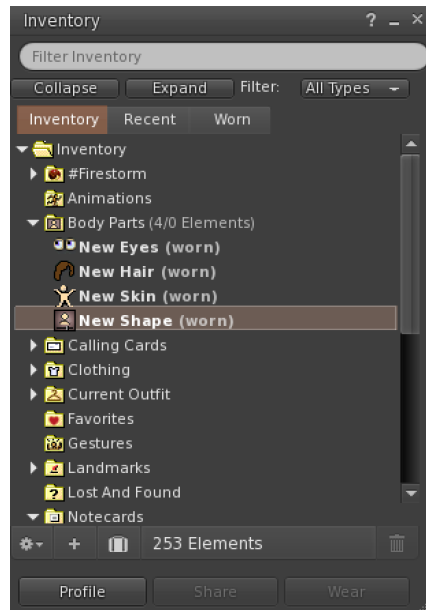 Inventory ? _ ×
Filter Inventory
Collapse Expand Filter: All Types
Inventory Recent Worn
Inventory
#Firestorm
Animations
Body Parts (4/0 Elements)
New Eyes (worn)
New Hair (worn)
New Skin (worn)
New Shape (worn)
Calling Cards
Clothing
Current Outfit
Favorites
Gestures
Landmarks
Lost And Found
Notecards
+ 253 Elements
Profile Share Wear